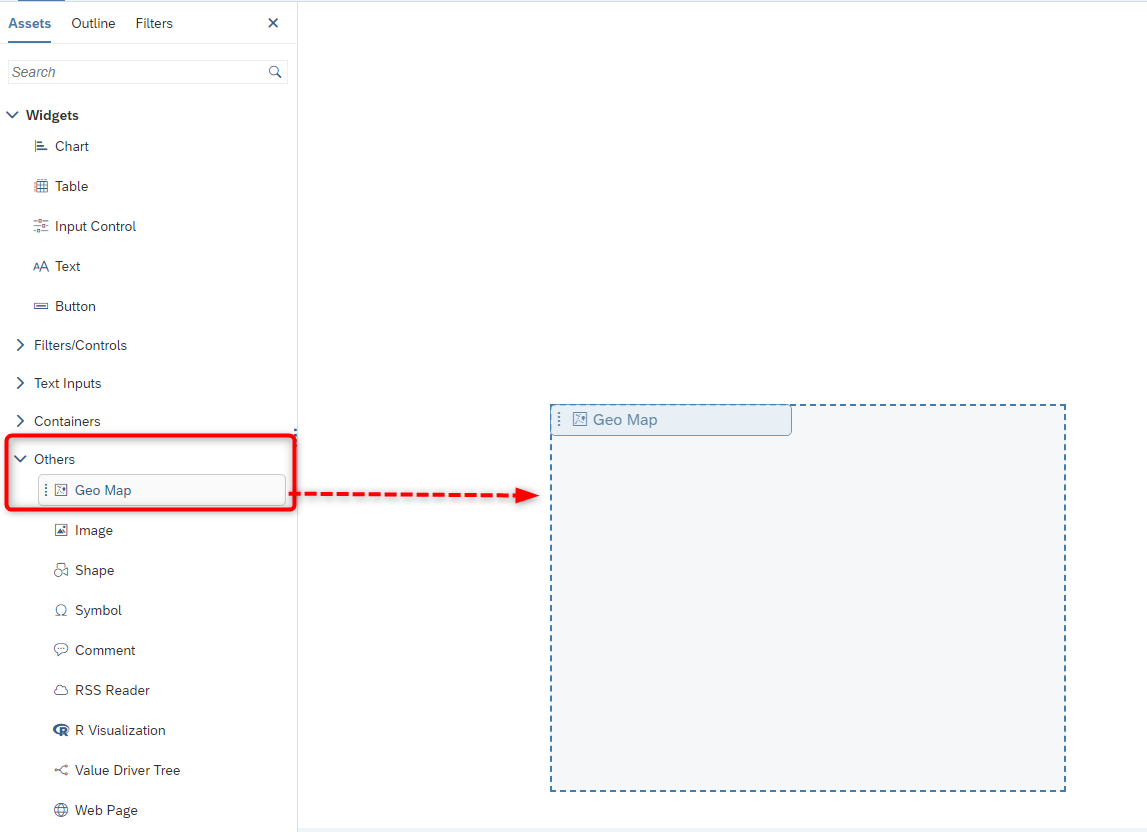 Assets Outline Filters
Search
Widgets
Chart
Table
Input Control
AA Text
Button
Filters/Controls
Text Inputs
Containers
Others
Geo Map
Geo Map
Image
Shape
Ω Symbol
Comment
RSS Reader
R R Visualization
Value Driver Tree
Web Page